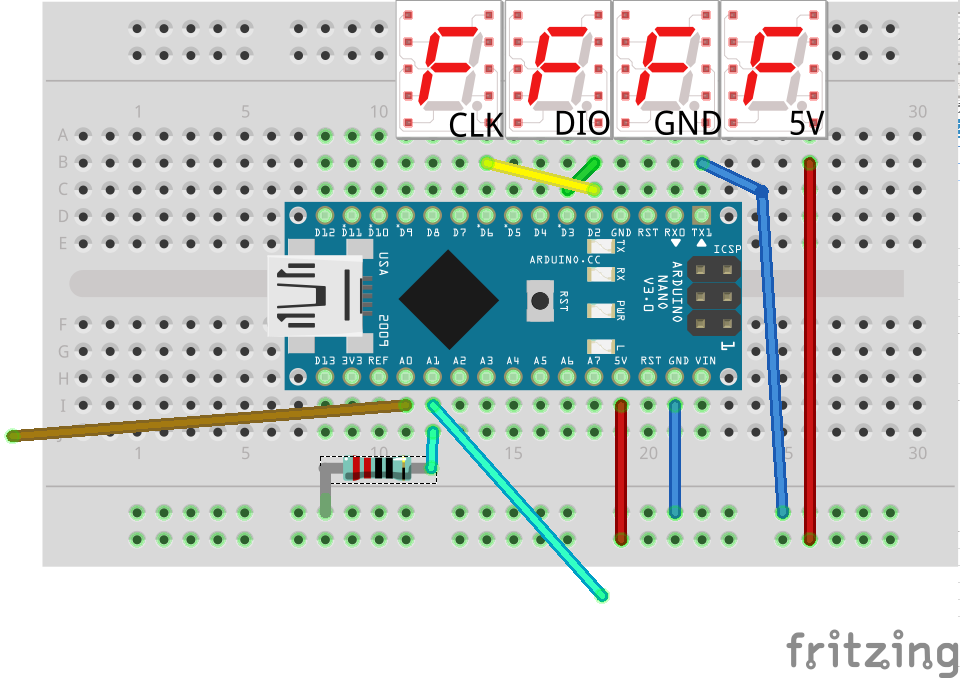 CLK DIO GND 5V
1 5 10 30
A
B
C
D
E
D12 D11 D10 D9 D8 D7 D6 D5 D4 D3 D2 GND RST RX0 TX1
USA
2009
ARDUINO.CC
RST
TX
RX
PWR
L
ARDUINO
NANO
V3.0
ICSP
1
D13 3V3 REF A0 A1 A2 A3 A4 A5 A6 A7 5V RST GND VIN
F
G
H
I
1 5 10 15 20 25 30
fritzing